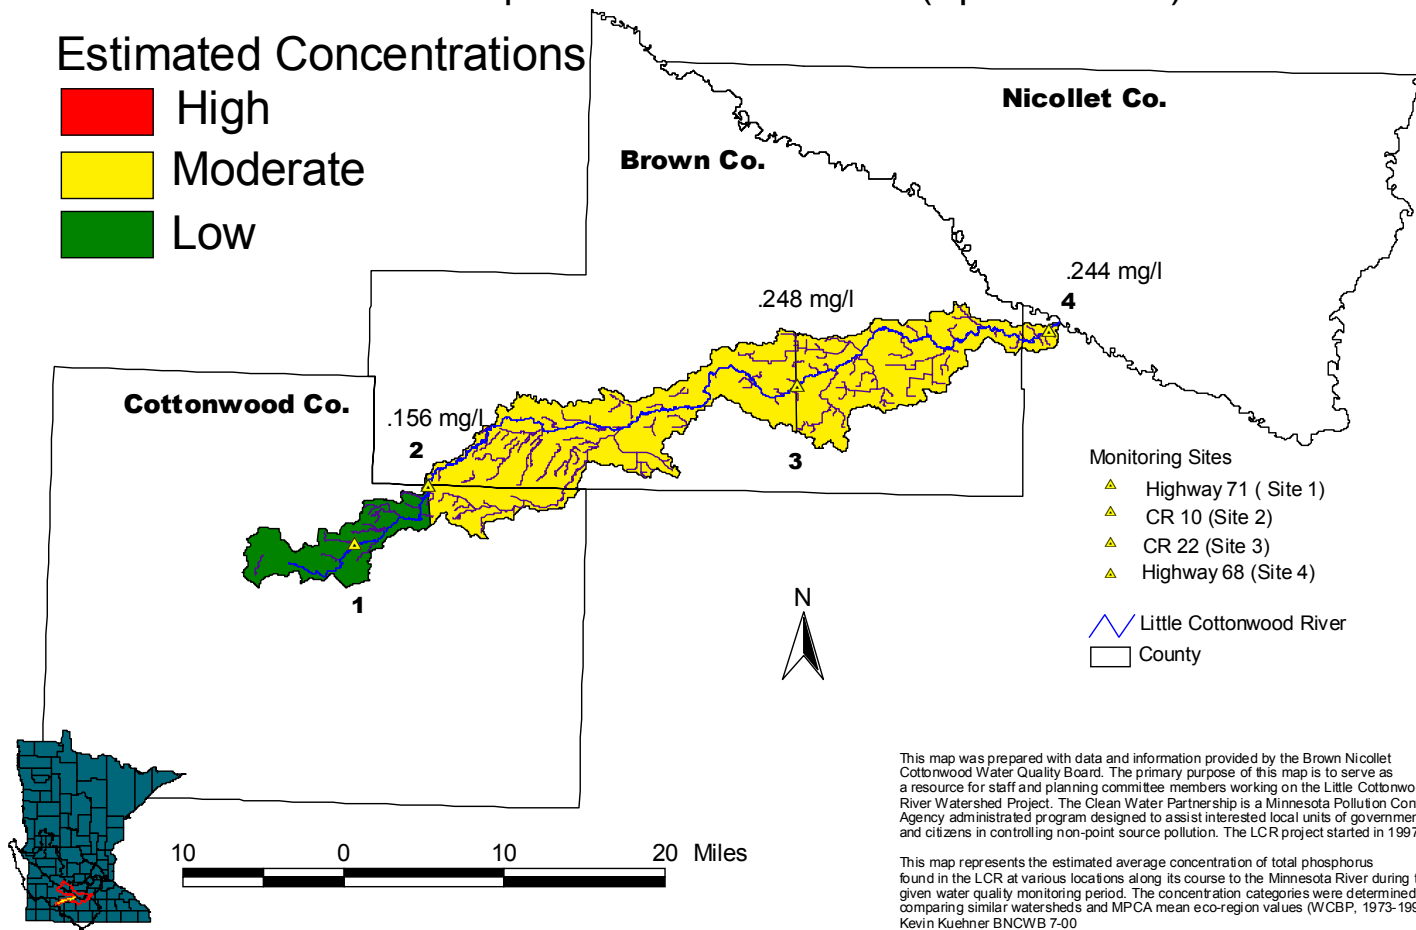 Estimated Concentrations
High
Moderate
Low
Nicollet Co.
Brown Co.
Cottonwood Co.
.244 mg/l
4
.248 mg/l
3
.156 mg/l
2
1
Monitoring Sites
Highway 71 ( Site 1)
CR 10 (Site 2)
CR 22 (Site 3)
Highway 68 (Site 4)
Little Cottonwood River
County
N
10 0 10 20 Miles
This map was prepared with data and information provided by the Brown Nicollet
Cottonwood Water Quality Board. The primary purpose of this map is to serve as
a resource for staff and planning committee members working on the Little Cottonwo
River Watershed Project. The Clean Water Partnership is a Minnesota Pollution Con
Agency administrated program designed to assist interested local units of governmen
and citizens in controlling non-point source pollution. The LCR project started in 1997
This map represents the estimated average concentration of total phosphorus
found in the LCR at various locations along its course to the Minnesota River during
given water quality monitoring period. The concentration categories were determined
comparing similar watersheds and MPCA mean eco-region values (WCBP, 1973-199
Kevin Kuehner BNCWB 7-00